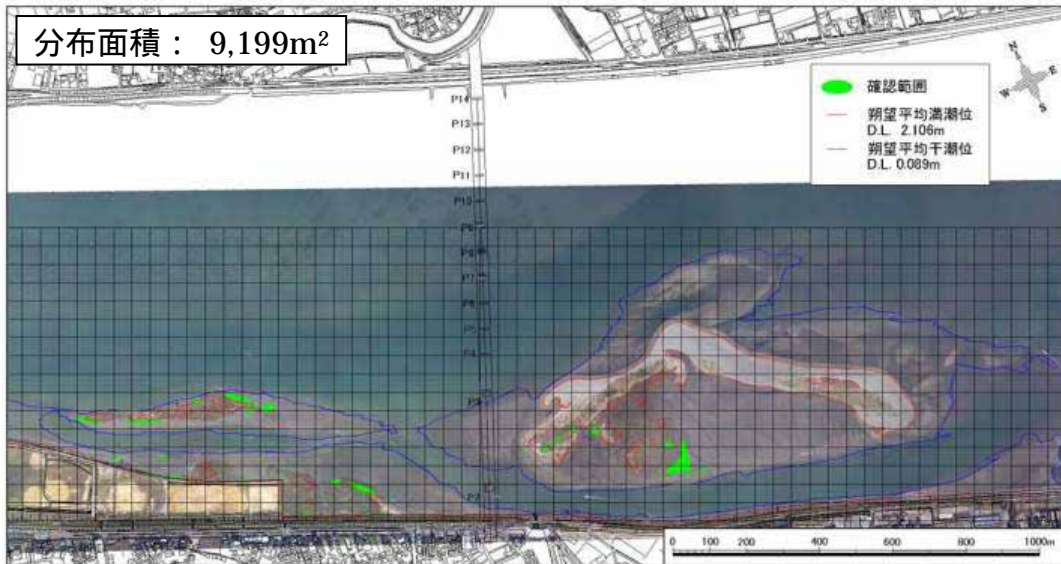 分布面積： 9,199m²
N
E
W
S
確認範囲
朔望平均満潮位
D.L. 2.106m
朔望平均干潮位
D.L. 0.089m
P14
P13
P12
P11
P10
P9
P8
P7
P6
P5
P4
P3
P2
0 100 200 400 600 800 1000m